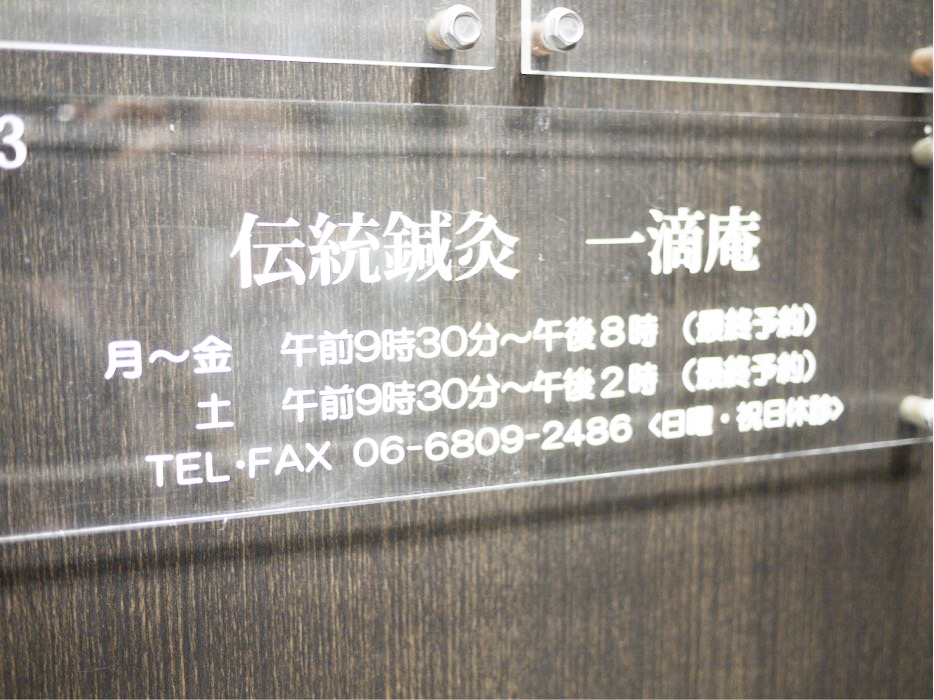 3
伝統鍼灸　一滴庵
月～金　午前9時30分～午後8時（最終予約）
土　午前9時30分～午後2時（最終予約）
TEL・FAX 06-6809-2486〈日曜・祝日休診〉